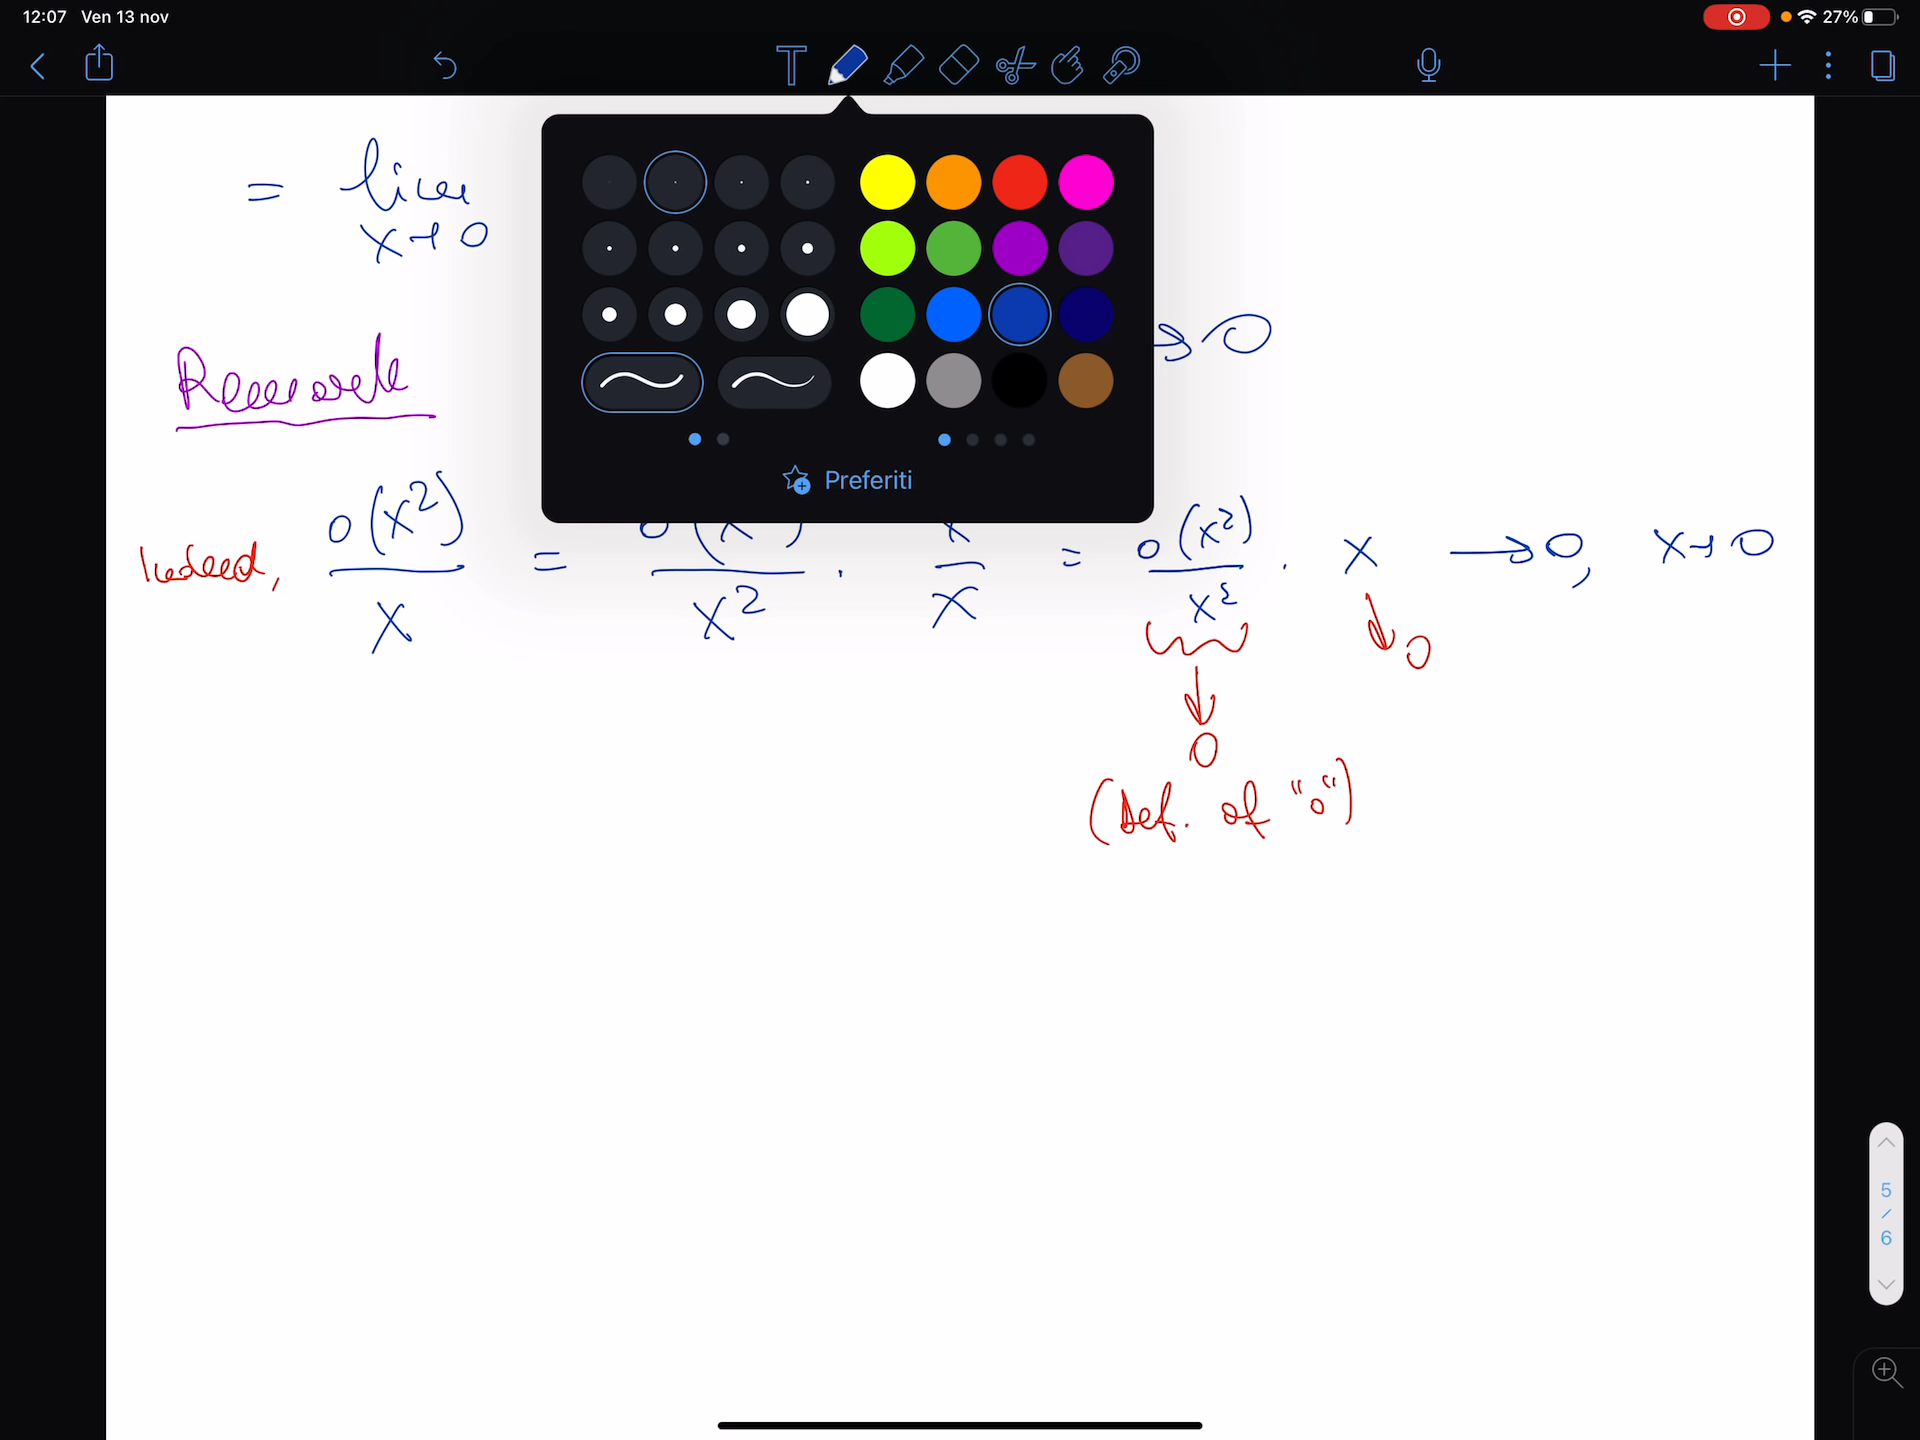 12:07 Ven 13 nov 27%
= lim
x→0
→ 0
Remark
Preferiti
Indeed, o(x²)/x = o(x²)/x² · x/x = o(x²)/x² · x → 0, x→0
0
0
(Def. of "o")
5
/
6